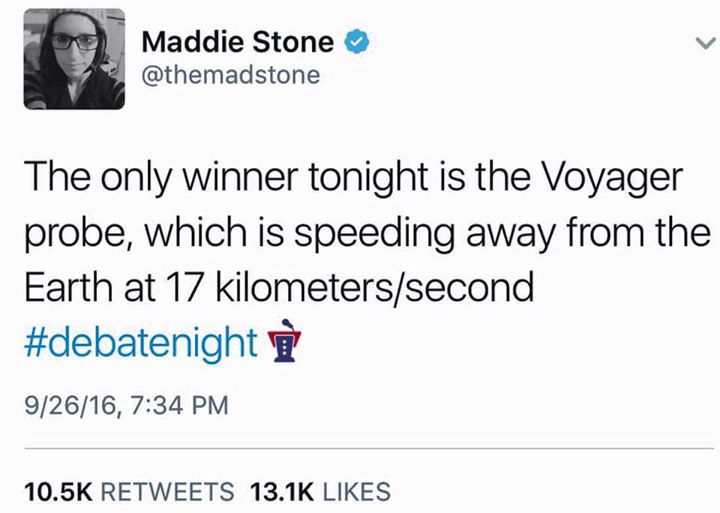 Maddie Stone
@themadstone
The only winner tonight is the Voyager
probe, which is speeding away from the
Earth at 17 kilometers/second
#debatenight
9/26/16, 7:34 PM
10.5K RETWEETS 13.1K LIKES